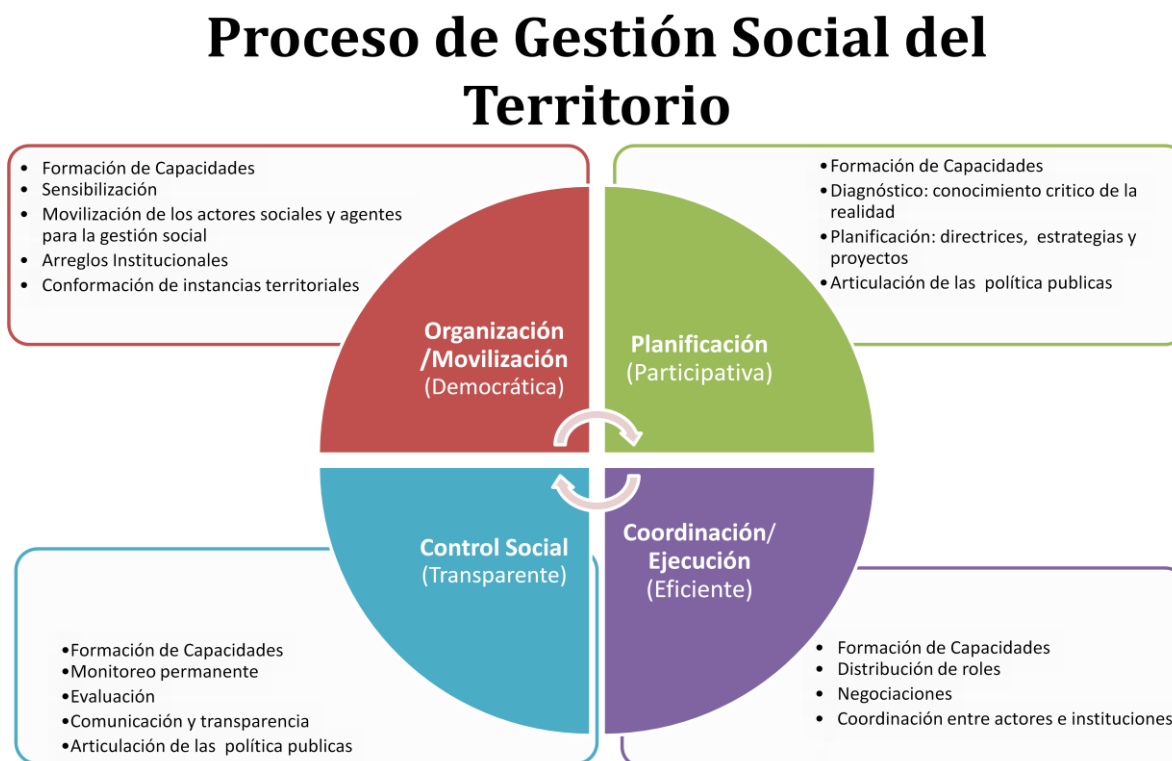 Proceso de Gestión Social del
Territorio
• Formación de Capacidades
• Sensibilización
• Movilización de los actores sociales y agentes
para la gestión social
• Arreglos Institucionales
• Conformación de instancias territoriales
•Formación de Capacidades
•Diagnóstico: conocimiento critico de la
realidad
•Planificación: directrices, estrategias y
proyectos
•Articulación de las política publicas
Organización
/Movilización
(Democrática)
Planificación
(Participativa)
Control Social
(Transparente)
Coordinación/
Ejecución
(Eficiente)
•Formación de Capacidades
•Monitoreo permanente
•Evaluación
•Comunicación y transparencia
•Articulación de las política publicas
• Formación de Capacidades
• Distribución de roles
• Negociaciones
• Coordinación entre actores e instituciones